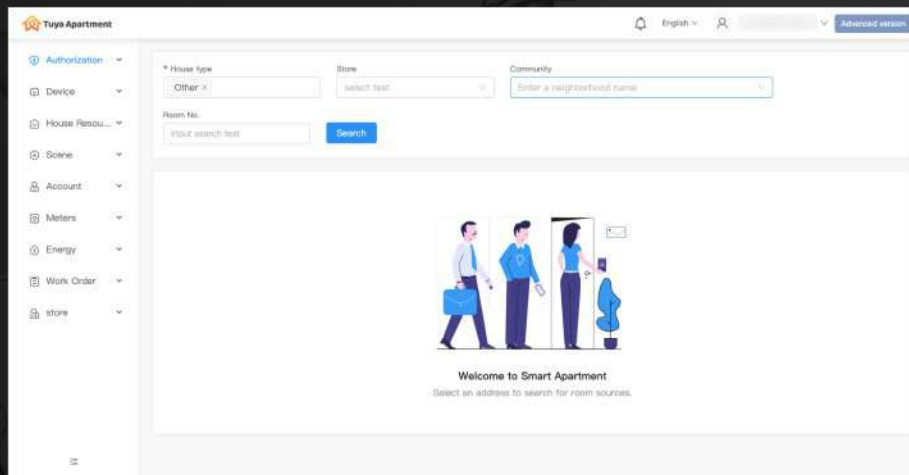 Tuya Apartment
English
Advanced version
Authorization
Device
House Resou...
Scene
Account
Meters
Energy
Work Order
store
* House type
Store
Community
Other ×
select text
Enter a neighborhood name
Room No.
input search text
Search
Welcome to Smart Apartment
Select an address to search for room sources.